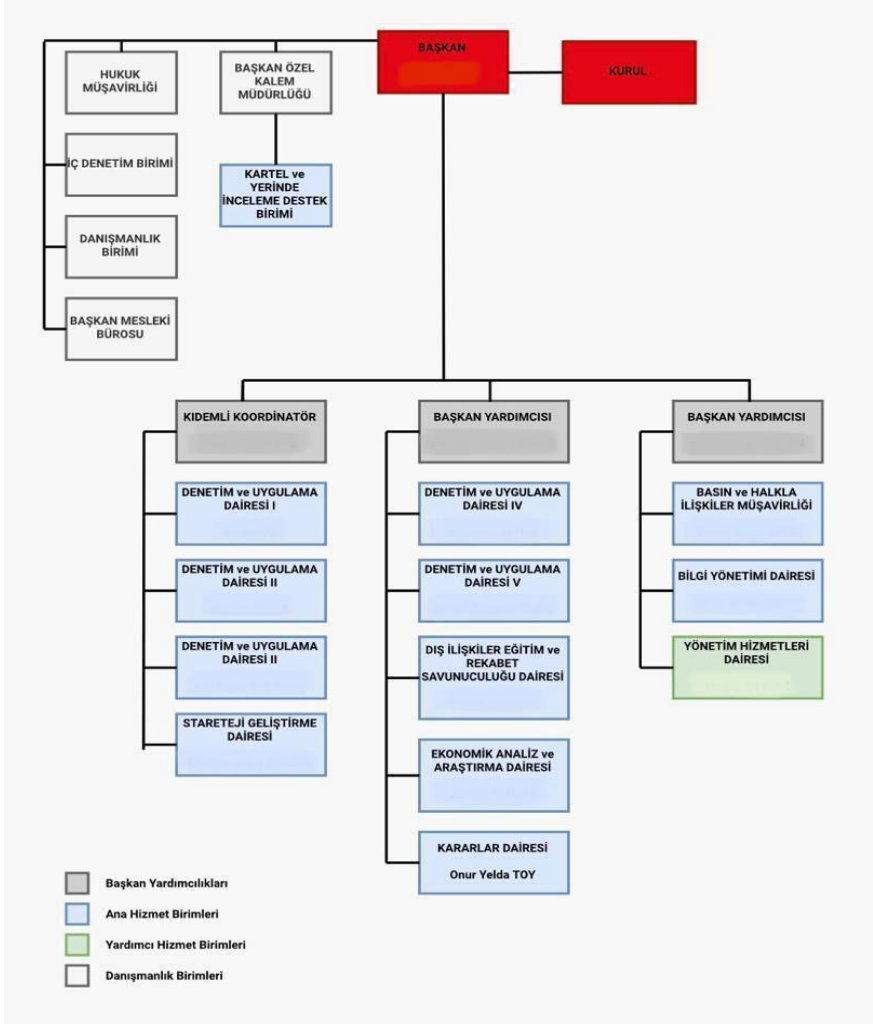 BAŞKAN
KURUL
HUKUK
MÜŞAVİRLİĞİ
BAŞKAN ÖZEL
KALEM
MÜDÜRLÜĞÜ
İÇ DENETİM BİRİMİ
KARTEL ve
YERİNDE
İNCELEME DESTEK
BİRİMİ
DANIŞMANLIK
BİRİMİ
BAŞKAN MESLEKİ
BÜROSU
KIDEMLİ KOORDİNATÖR
DENETİM ve UYGULAMA
DAİRESİ I
DENETİM ve UYGULAMA
DAİRESİ II
DENETİM ve UYGULAMA
DAİRESİ II
STARETEJİ GELİŞTİRME
DAİRESİ
BAŞKAN YARDIMCISI
DENETİM ve UYGULAMA
DAİRESİ IV
DENETİM ve UYGULAMA
DAİRESİ V
DIŞ İLİŞKİLER EĞİTİM ve
REKABET
SAVUNUCULUĞU DAİRESİ
EKONOMİK ANALİZ ve
ARAŞTIRMA DAİRESİ
KARARLAR DAİRESİ
Onur Yelda TOY
BAŞKAN YARDIMCISI
BASIN ve HALKLA
İLİŞKİLER MÜŞAVİRLİĞİ
BİLGİ YÖNETİMİ DAİRESİ
YÖNETİM HİZMETLERİ
DAİRESİ
Başkan Yardımcılıkları
Ana Hizmet Birimleri
Yardımcı Hizmet Birimleri
Danışmanlık Birimleri